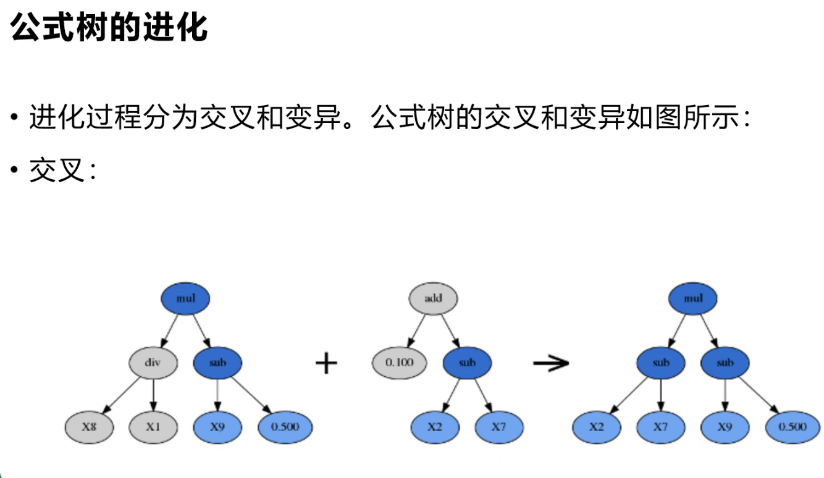 公式树的进化
• 进化过程分为交叉和变异。公式树的交叉和变异如图所示：
• 交叉：
mul add mul
div sub + 0.100 sub → sub sub
X8 X1 X9 0.500 X2 X7 X2 X7 X9 0.500